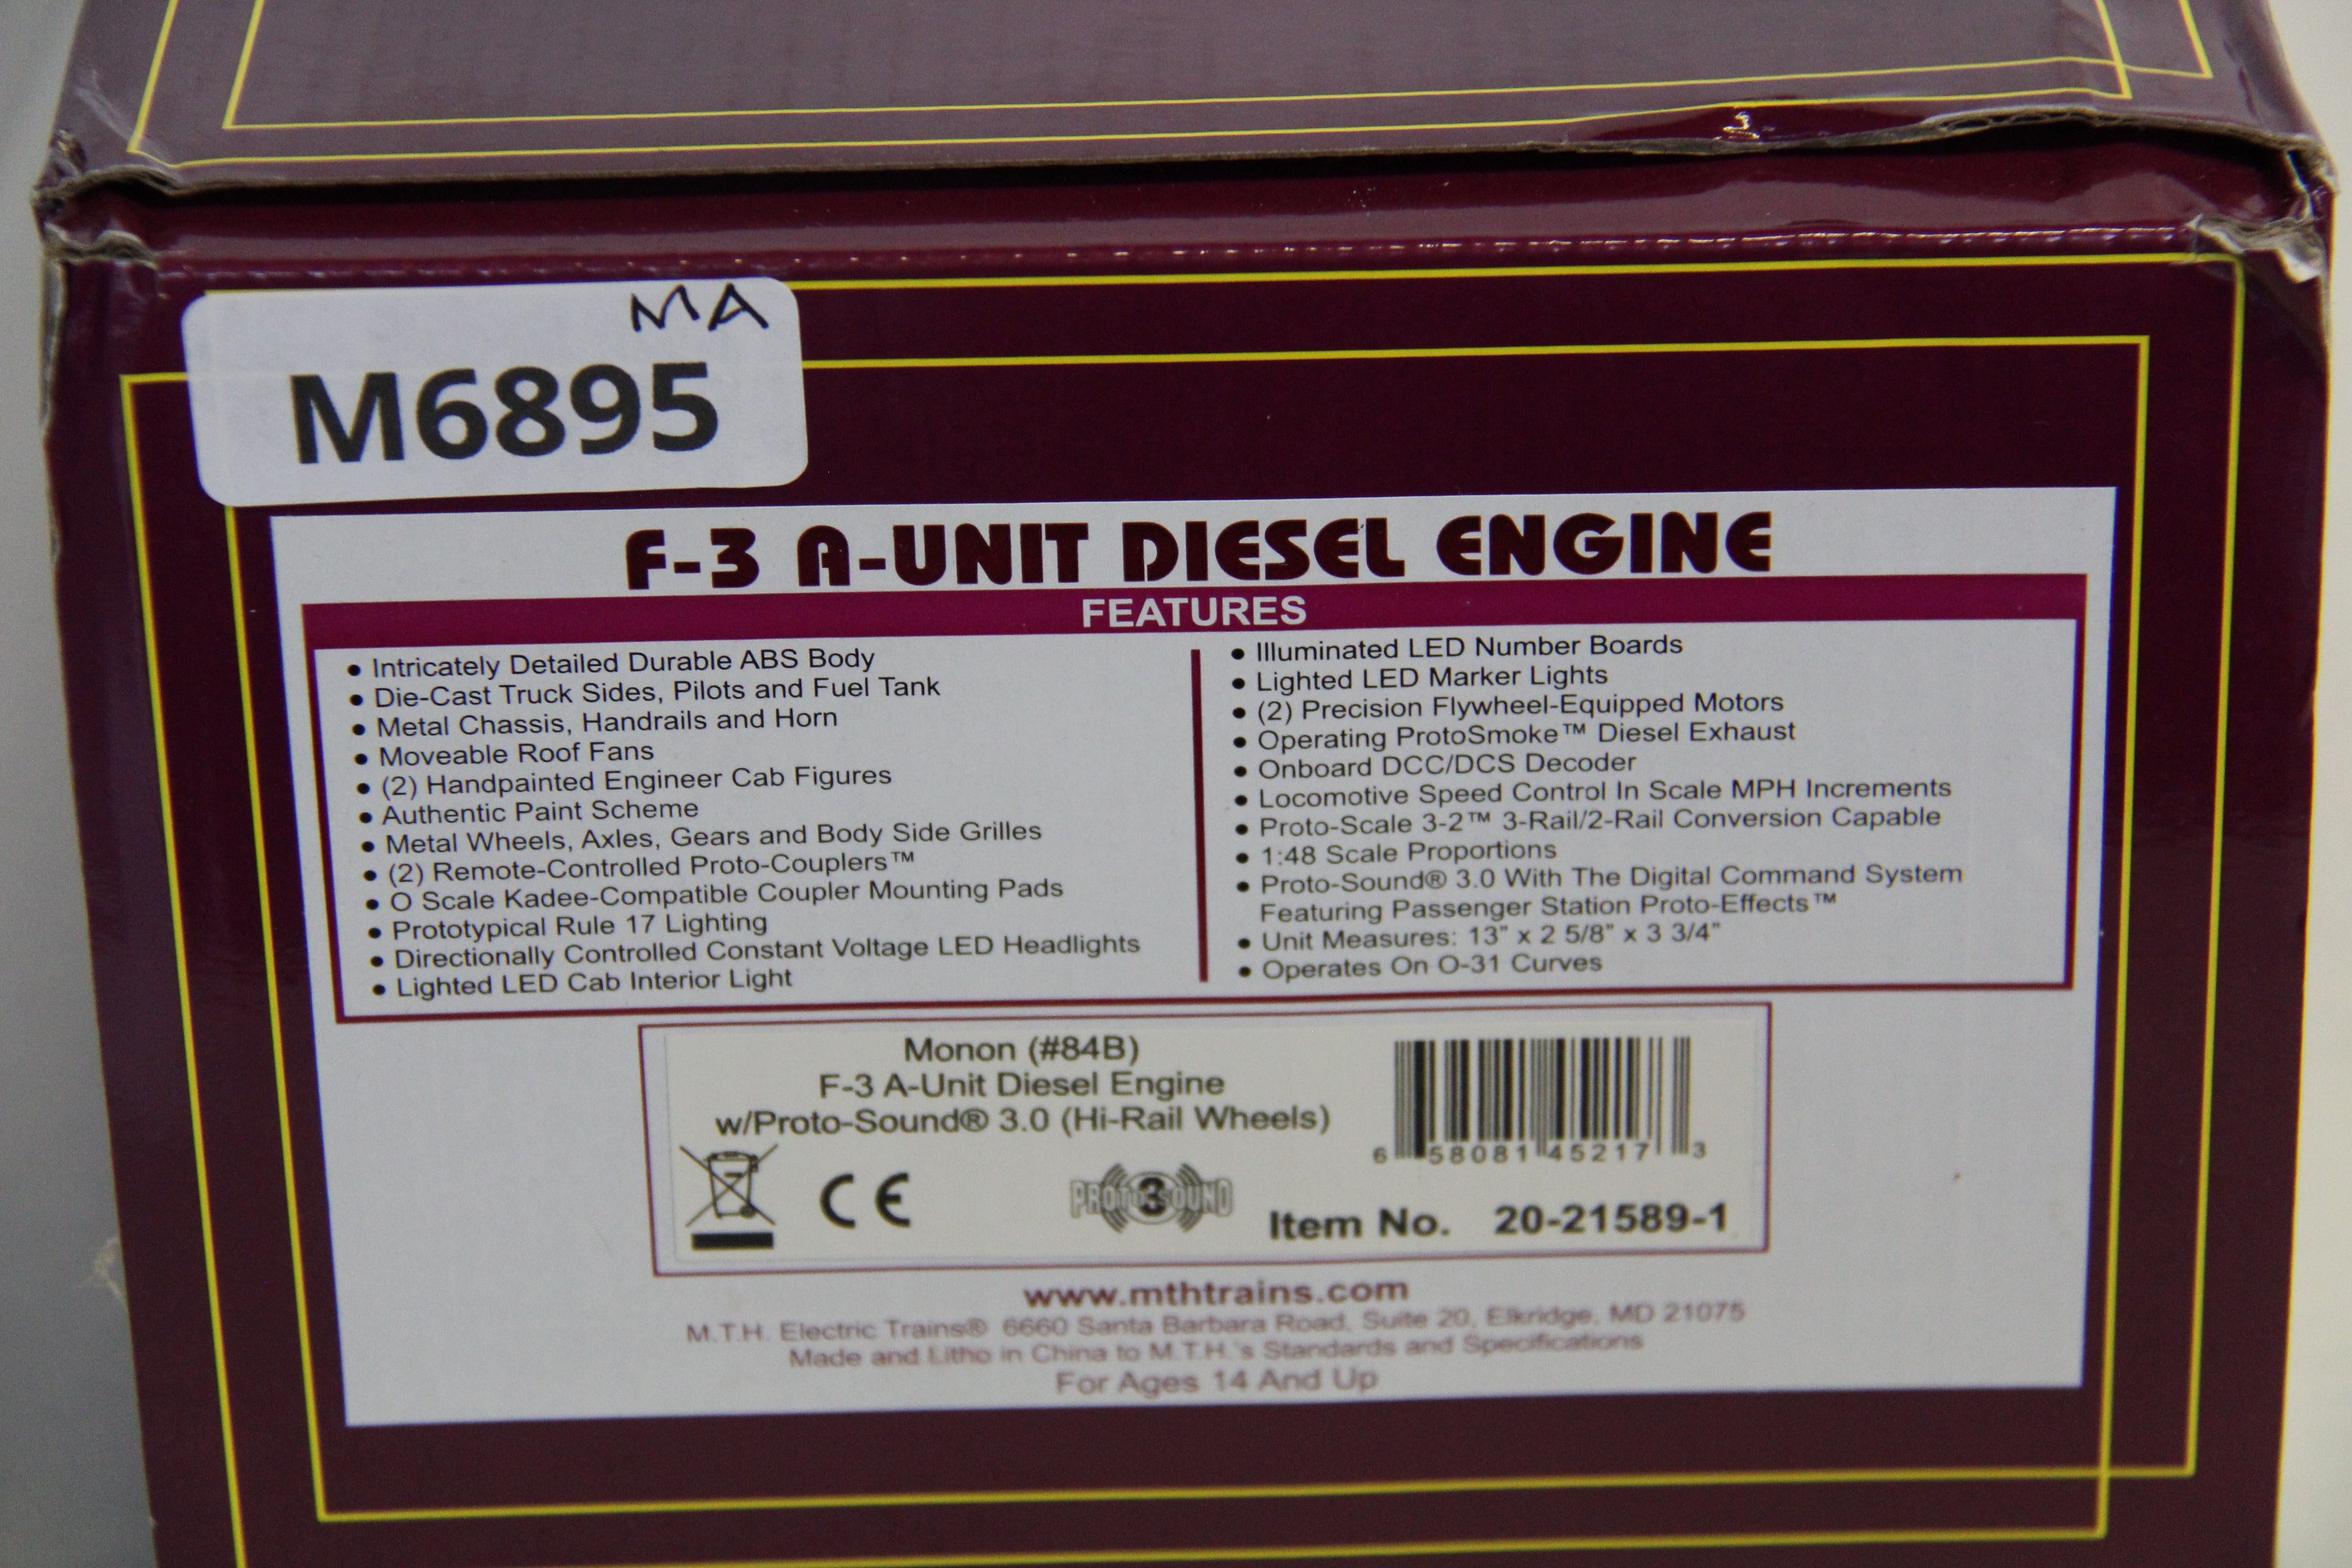 MA
M6895
F-3 A-UNIT DIESEL ENGINE
FEATURES
• Intricately Detailed Durable ABS Body
• Die-Cast Truck Sides, Pilots and Fuel Tank
• Metal Chassis, Handrails and Horn
• Moveable Roof Fans
• (2) Handpainted Engineer Cab Figures
• Authentic Paint Scheme
• Metal Wheels, Axles, Gears and Body Side Grilles
• (2) Remote-Controlled Proto-Couplers™
• O Scale Kadee-Compatible Coupler Mounting Pads
• Prototypical Rule 17 Lighting
• Directionally Controlled Constant Voltage LED Headlights
• Lighted LED Cab Interior Light
• Illuminated LED Number Boards
• Lighted LED Marker Lights
• (2) Precision Flywheel-Equipped Motors
• Operating ProtoSmoke™ Diesel Exhaust
• Onboard DCC/DCS Decoder
• Locomotive Speed Control In Scale MPH Increments
• Proto-Scale 3-2™ 3-Rail/2-Rail Conversion Capable
• 1:48 Scale Proportions
• Proto-Sound® 3.0 With The Digital Command System
Featuring Passenger Station Proto-Effects™
• Unit Measures: 13" x 2 5/8" x 3 3/4"
• Operates On O-31 Curves
Monon (#84B)
F-3 A-Unit Diesel Engine
w/Proto-Sound® 3.0 (Hi-Rail Wheels)
6 58081 45217 3
CE
PROTO 3 SOUND
Item No. 20-21589-1
www.mthtrains.com
M.T.H. Electric Trains® 6660 Santa Barbara Road, Suite 20, Elkridge, MD 21075
Made and Litho in China to M.T.H.'s Standards and Specifications
For Ages 14 And Up